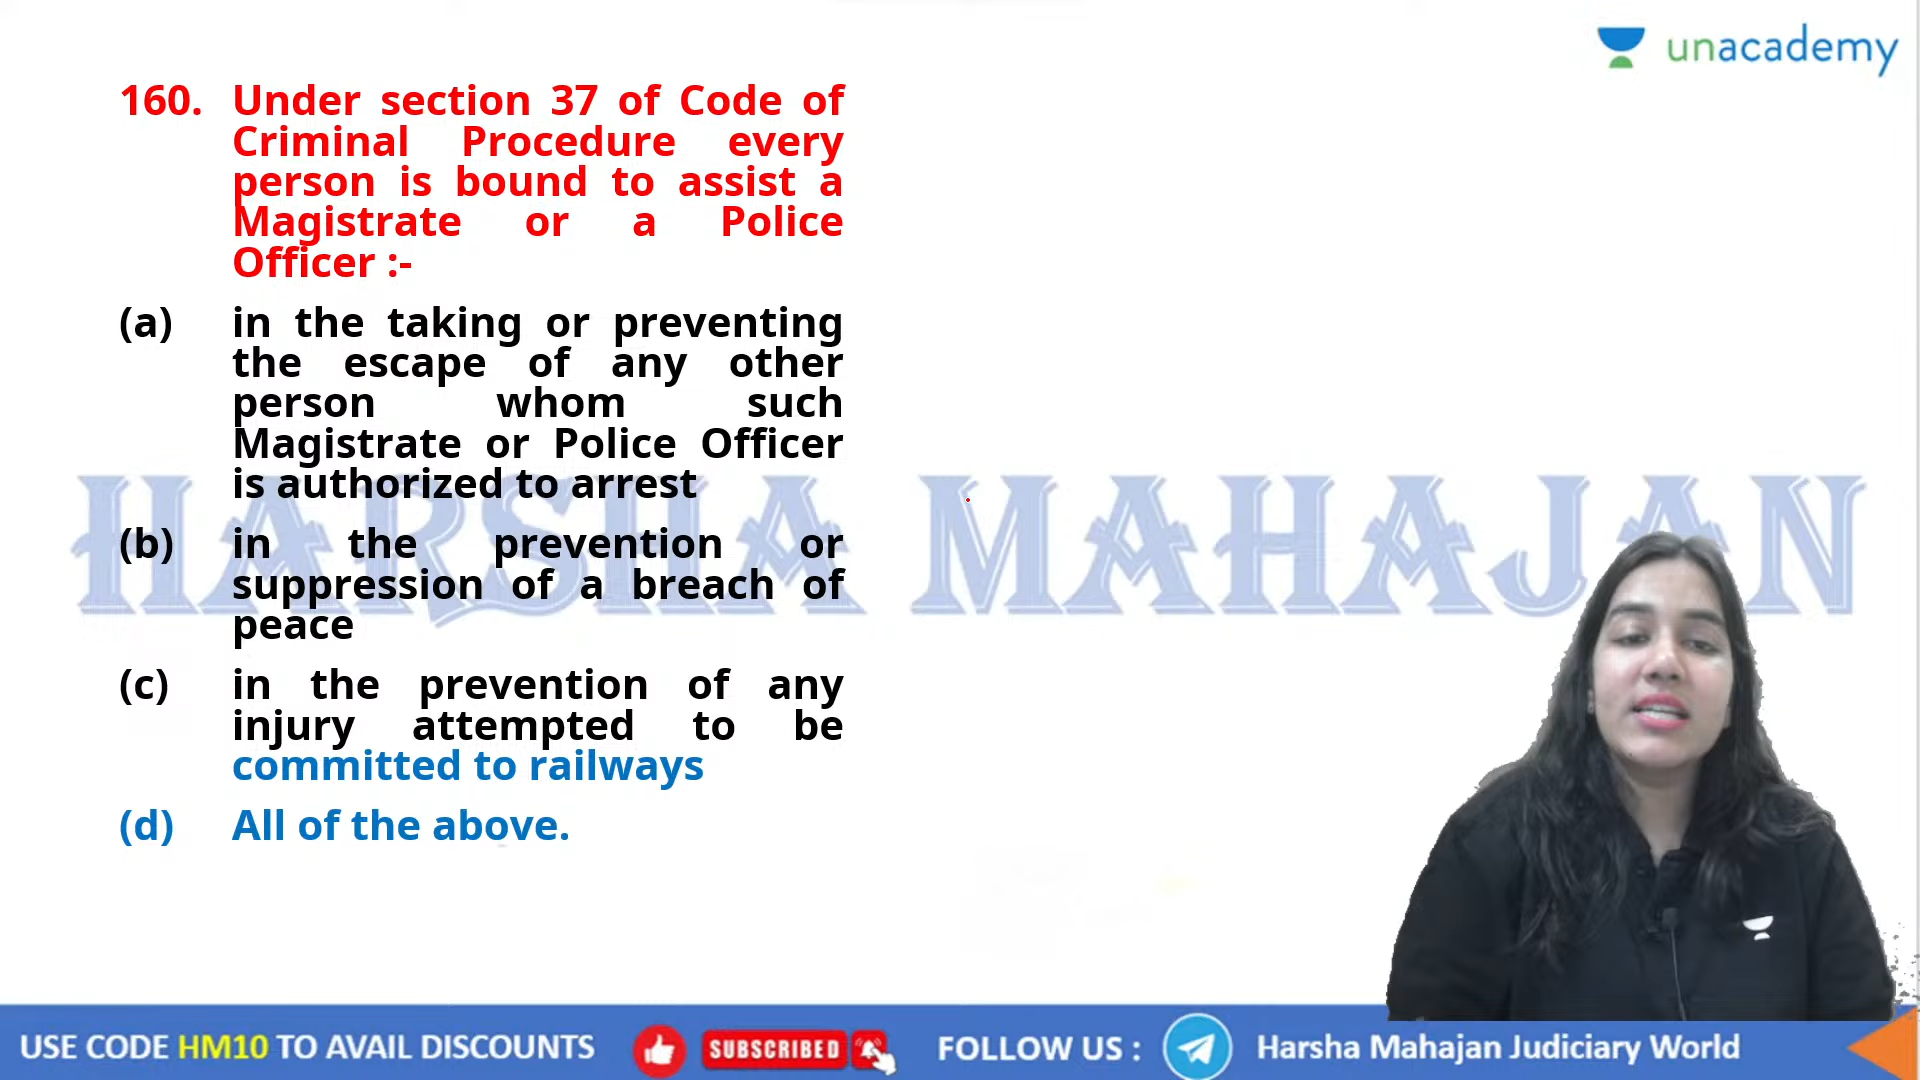 unacademy
160. Under section 37 of Code of
Criminal Procedure every
person is bound to assist a
Magistrate or a Police
Officer :-
(a) in the taking or preventing
the escape of any other
person whom such
Magistrate or Police Officer
is authorized to arrest
(b) in the prevention or
suppression of a breach of
peace
(c) in the prevention of any
injury attempted to be
committed to railways
(d) All of the above.
HARSHA MAHAJAN
USE CODE HM10 TO AVAIL DISCOUNTS
SUBSCRIBED
FOLLOW US :
Harsha Mahajan Judiciary World